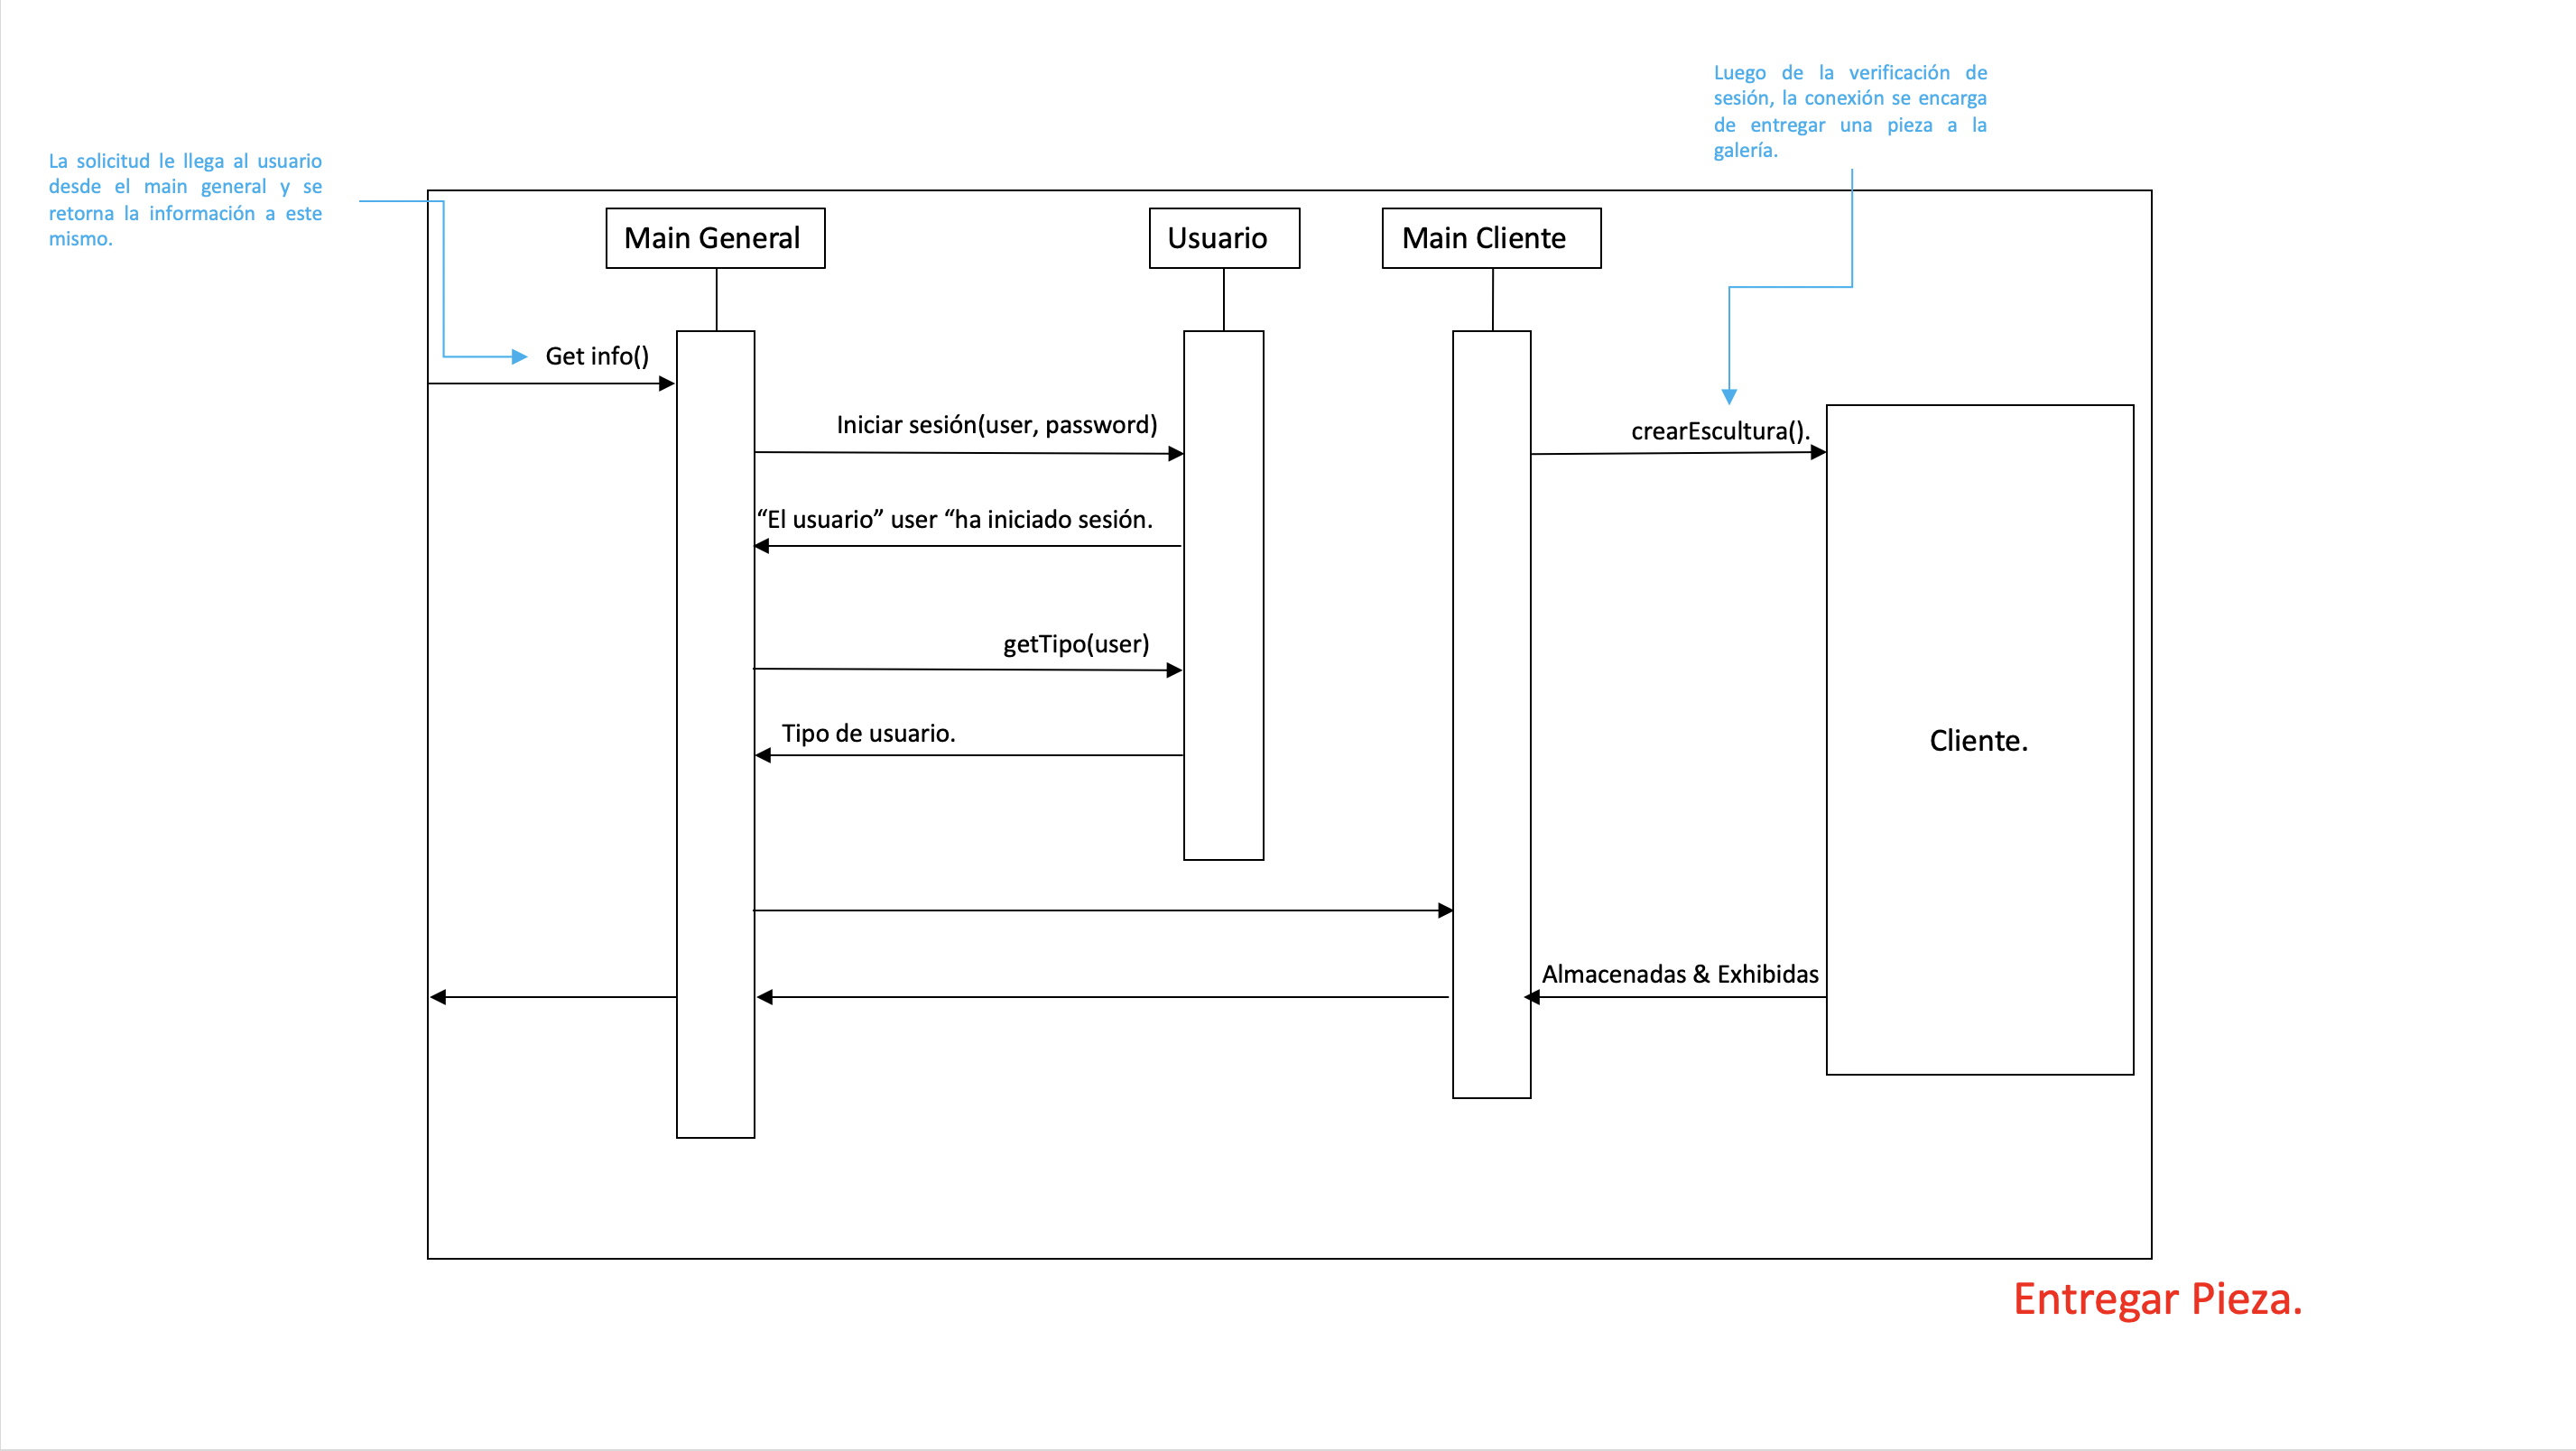 Luego de la verificación de
sesión, la conexión se encarga
de entregar una pieza a la
galería.
La solicitud le llega al usuario
desde el main general y se
retorna la información a este
mismo.
Main General
Usuario
Main Cliente
Get info()
Iniciar sesión(user, password)
crearEscultura().
“El usuario” user “ha iniciado sesión.
getTipo(user)
Tipo de usuario.
Cliente.
Almacenadas & Exhibidas
Entregar Pieza.